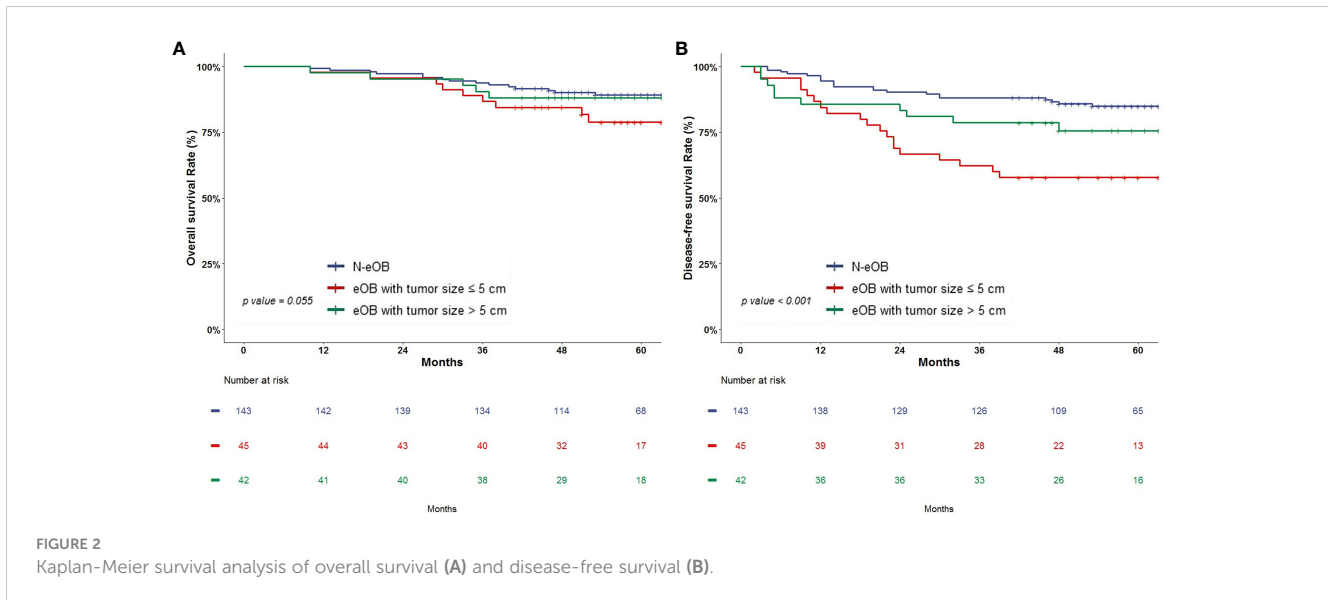 A
Overall survival Rate (%)
100%
75%
50%
25%
0%
N-eOB
eOB with tumor size ≤ 5 cm
eOB with tumor size > 5 cm
p value = 0.055
0 12 24 36 48 60
Months
Number at risk
143 142 139 134 114 68
45 44 43 40 32 17
42 41 40 38 29 18
Months
B
Disease-free survival Rate (%)
100%
75%
50%
25%
0%
N-eOB
eOB with tumor size ≤ 5 cm
eOB with tumor size > 5 cm
p value < 0.001
0 12 24 36 48 60
Months
Number at risk
143 138 129 126 109 65
45 39 31 28 22 13
42 36 36 33 26 16
Months
FIGURE 2
Kaplan-Meier survival analysis of overall survival (A) and disease-free survival (B).